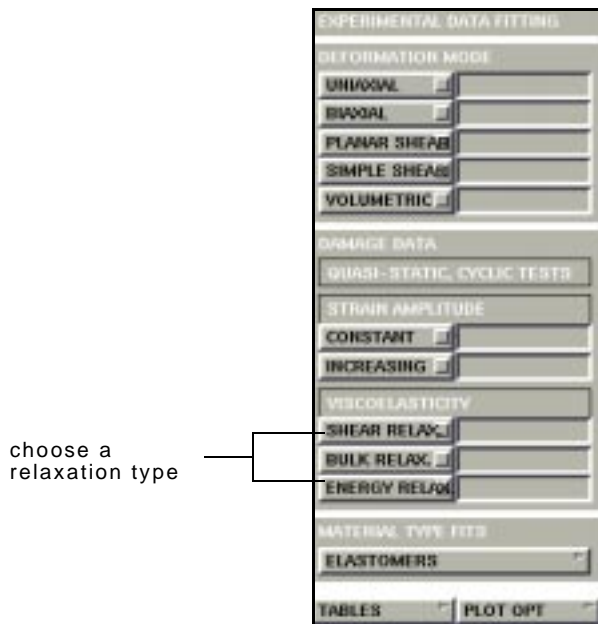 EXPERIMENTAL DATA FITTING
DEFORMATION MODE
UNIAXIAL
BIAXIAL
PLANAR SHEAR
SIMPLE SHEAR
VOLUMETRIC
DAMAGE DATA
QUASI-STATIC, CYCLIC TESTS
STRAIN AMPLITUDE
CONSTANT
INCREASING
VISCOELASTICITY
SHEAR RELAX.
BULK RELAX.
ENERGY RELAX.
choose a
relaxation type
MATERIAL TYPE FITS
ELASTOMERS
TABLES PLOT OPT